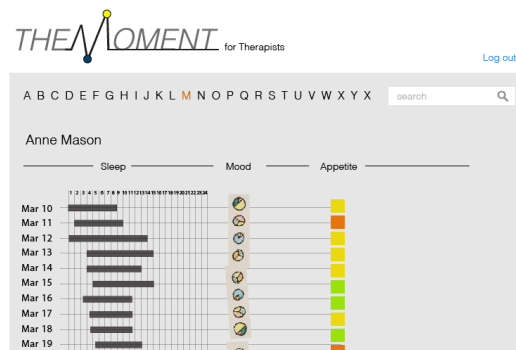 THE MOMENT for Therapists
Log out
A B C D E F G H I J K L M N O P Q R S T U V W X Y X search
Anne Mason
Sleep Mood Appetite
1 2 3 4 5 6 7 8 9 10 11 12 13 14 15 16 17 18 19 20 21 22 23 24
Mar 10
Mar 11
Mar 12
Mar 13
Mar 14
Mar 15
Mar 16
Mar 17
Mar 18
Mar 19